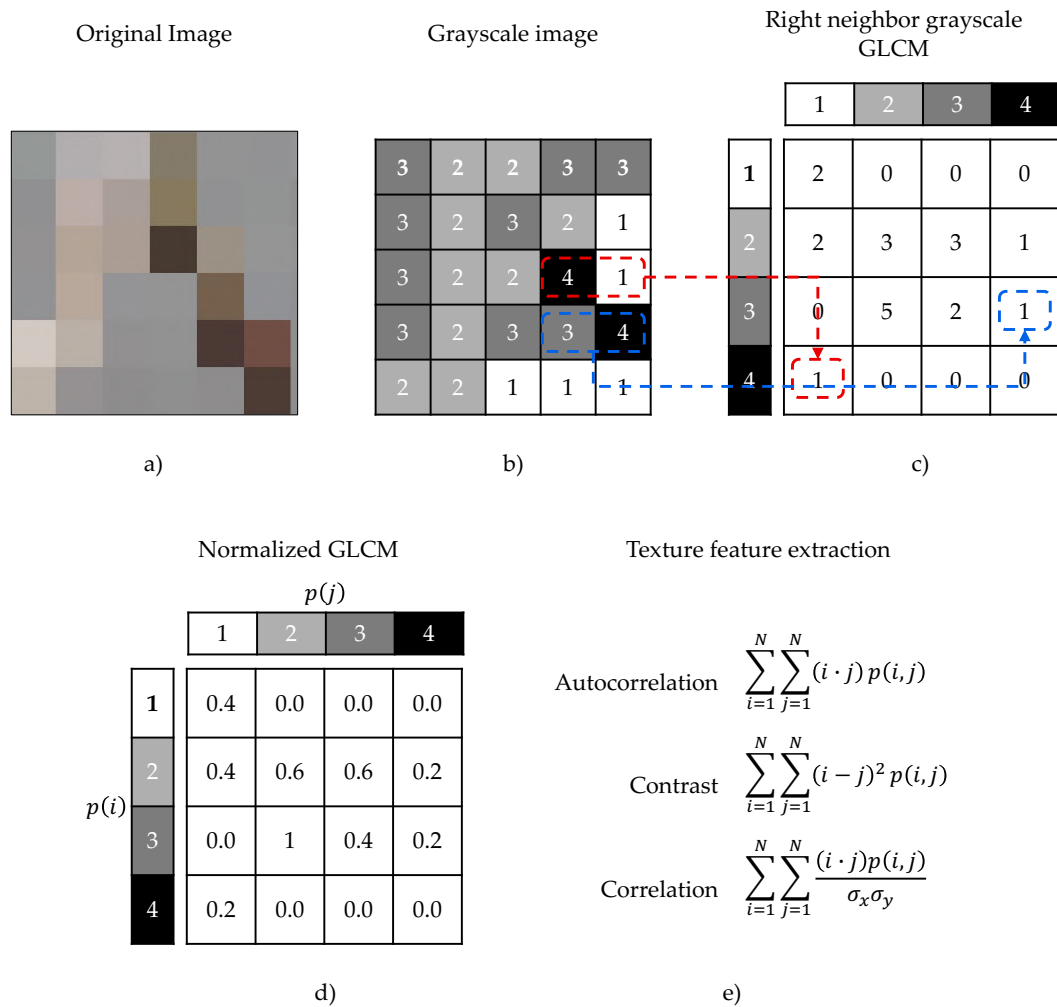 Original Image
Grayscale image
Right neighbor grayscale
GLCM
1 2 3 4
3 2 2 3 3
3 2 3 2 1
3 2 2 4 1
3 2 3 3 4
2 2 1 1 1
1 2 0 0 0
2 2 3 3 1
3 0 5 2 1
4 1 0 0 0
a)
b)
c)
Normalized GLCM
p(j)
1 2 3 4
p(i)
1 0.4 0.0 0.0 0.0
2 0.4 0.6 0.6 0.2
3 0.0 1 0.4 0.2
4 0.2 0.0 0.0 0.0
d)
Texture feature extraction
Autocorrelation ∑_{i=1}^{N} ∑_{j=1}^{N} (i · j) p(i, j)
Contrast ∑_{i=1}^{N} ∑_{j=1}^{N} (i − j)² p(i, j)
Correlation ∑_{i=1}^{N} ∑_{j=1}^{N} (i · j)p(i, j) / σ_xσ_y
e)